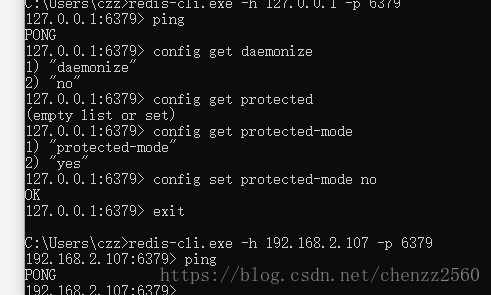 C:\Users\czz>redis-cli.exe -h 127.0.0.1 -p 6379
127.0.0.1:6379> ping
PONG
127.0.0.1:6379> config get daemonize
1) "daemonize"
2) "no"
127.0.0.1:6379> config get protected
(empty list or set)
127.0.0.1:6379> config get protected-mode
1) "protected-mode"
2) "yes"
127.0.0.1:6379> config set protected-mode no
OK
127.0.0.1:6379> exit
C:\Users\czz>redis-cli.exe -h 192.168.2.107 -p 6379
192.168.2.107:6379> ping
PONG
https://blog.csdn.net/chenzz2560
192.168.2.107:6379>